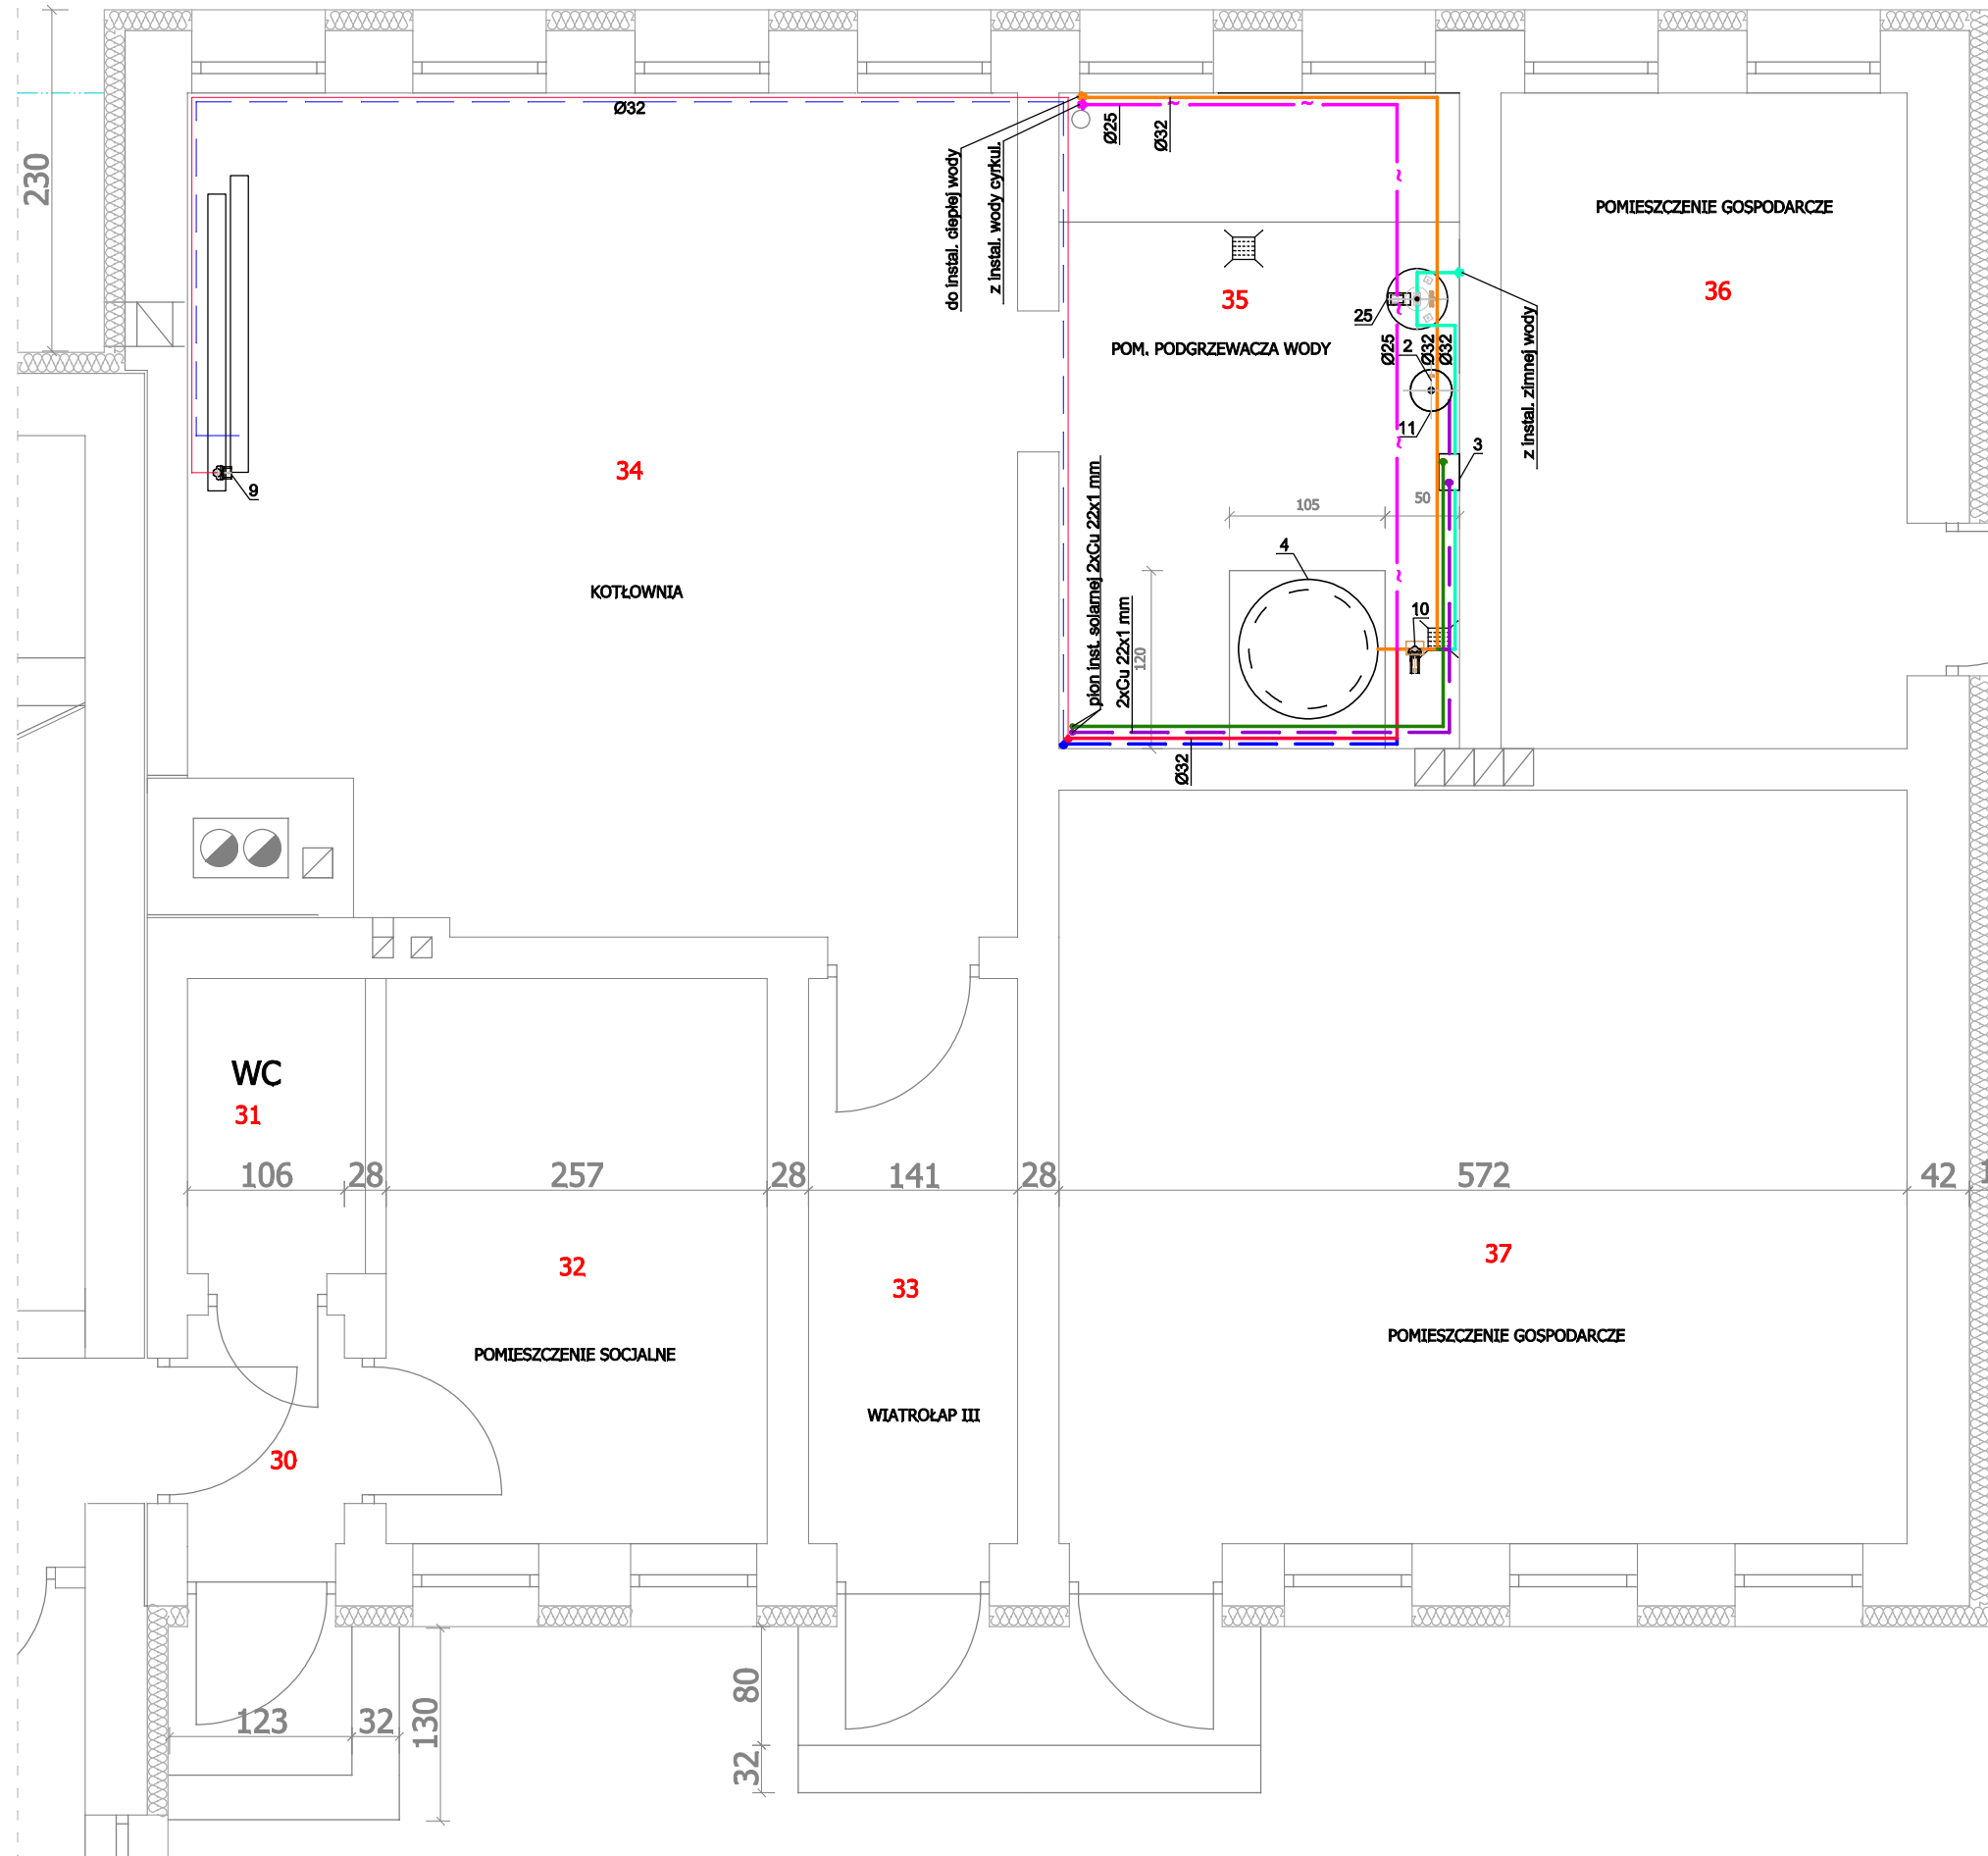 Ø32
230
do instal. ciepłej wody
z instal. wody cyrkul.
Ø25
Ø32
POMIESZCZENIE GOSPODARCZE
36
35
POM. PODGRZEWACZA WODY
25
Ø25
2
Ø32
Ø32
z instal. zimnej wody
11
3
34
9
KOTŁOWNIA
105
50
4
10
pion inst. solarnej 2xCu 22x1 mm
2xCu 22x1 mm
120
Ø32
WC
31
106
28
257
28
141
28
572
42
1
32
33
37
POMIESZCZENIE SOCJALNE
POMIESZCZENIE GOSPODARCZE
WIATROŁAP III
30
123
32
130
80
32